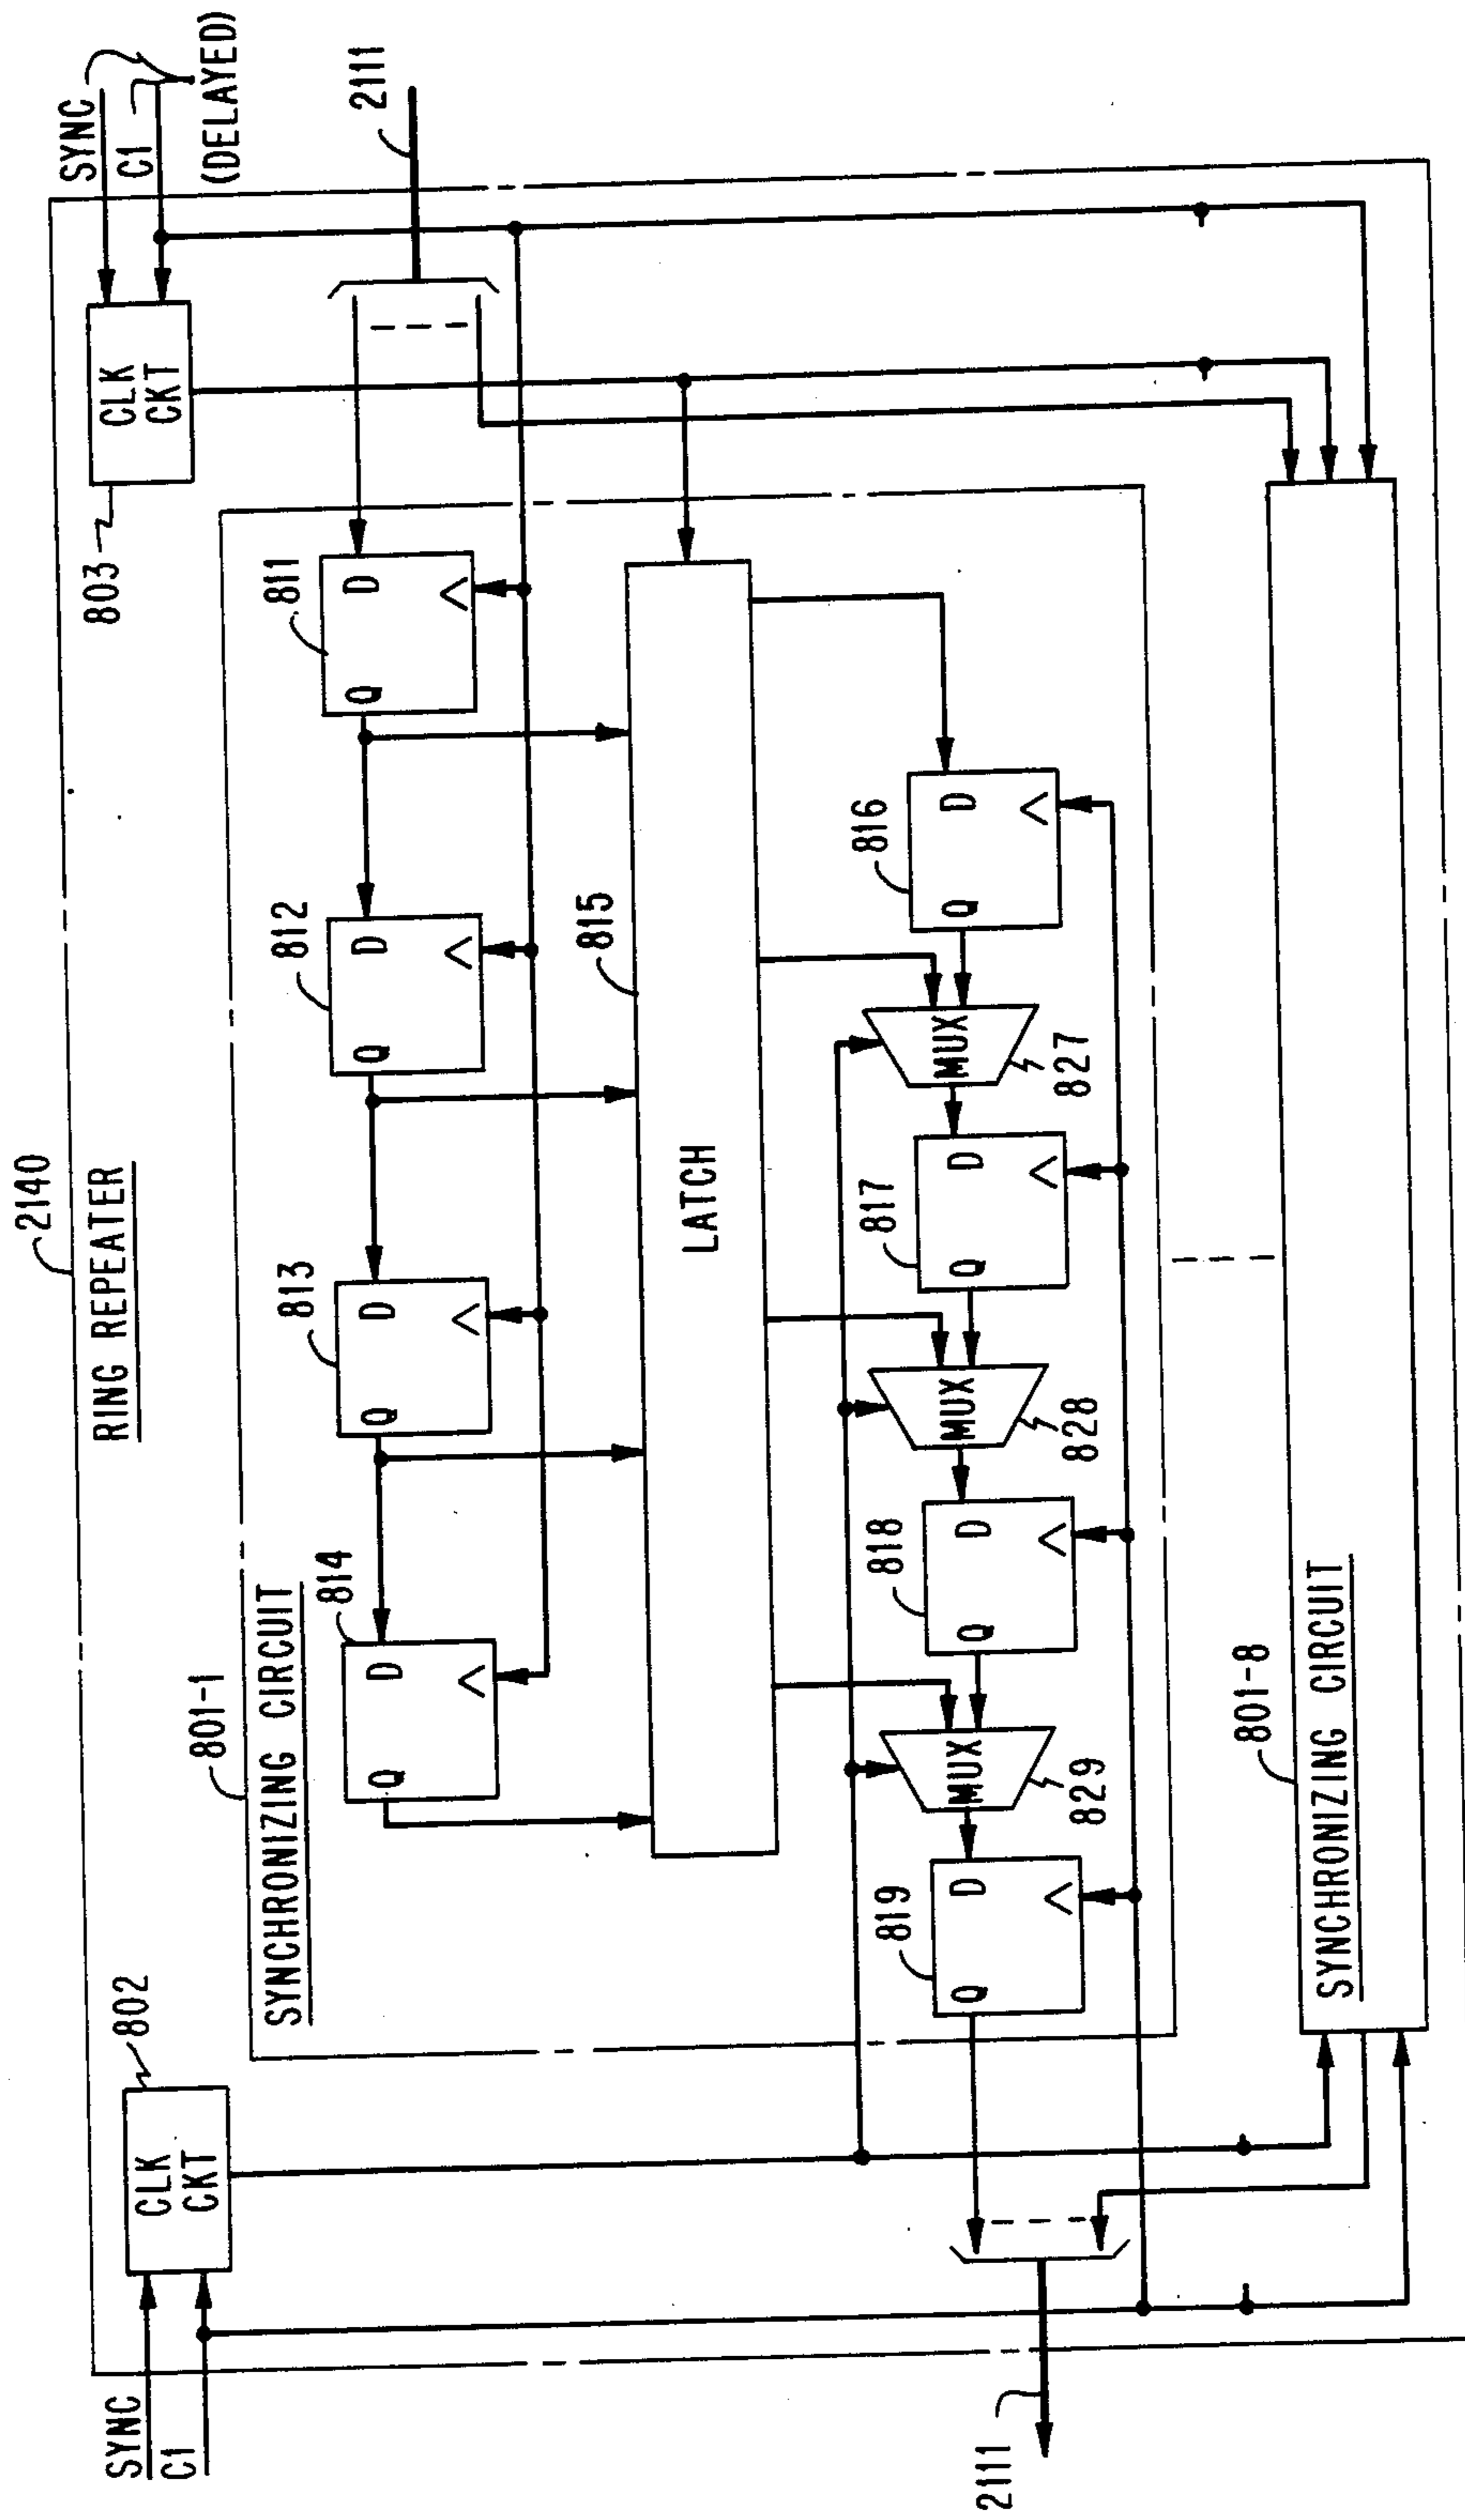 2140
RING REPEATER
SYNC
C1
802
CLK
CKT
803
CLK
CKT
SYNC
C1
(DELAYED)
801-1
SYNCHRONIZING CIRCUIT
814
Q
D
813
Q
D
812
Q
D
811
Q
D
2111
815
LATCH
819
Q
D
MUX
829
818
Q
D
MUX
828
817
Q
D
MUX
827
816
Q
D
2111
801-8
SYNCHRONIZING CIRCUIT